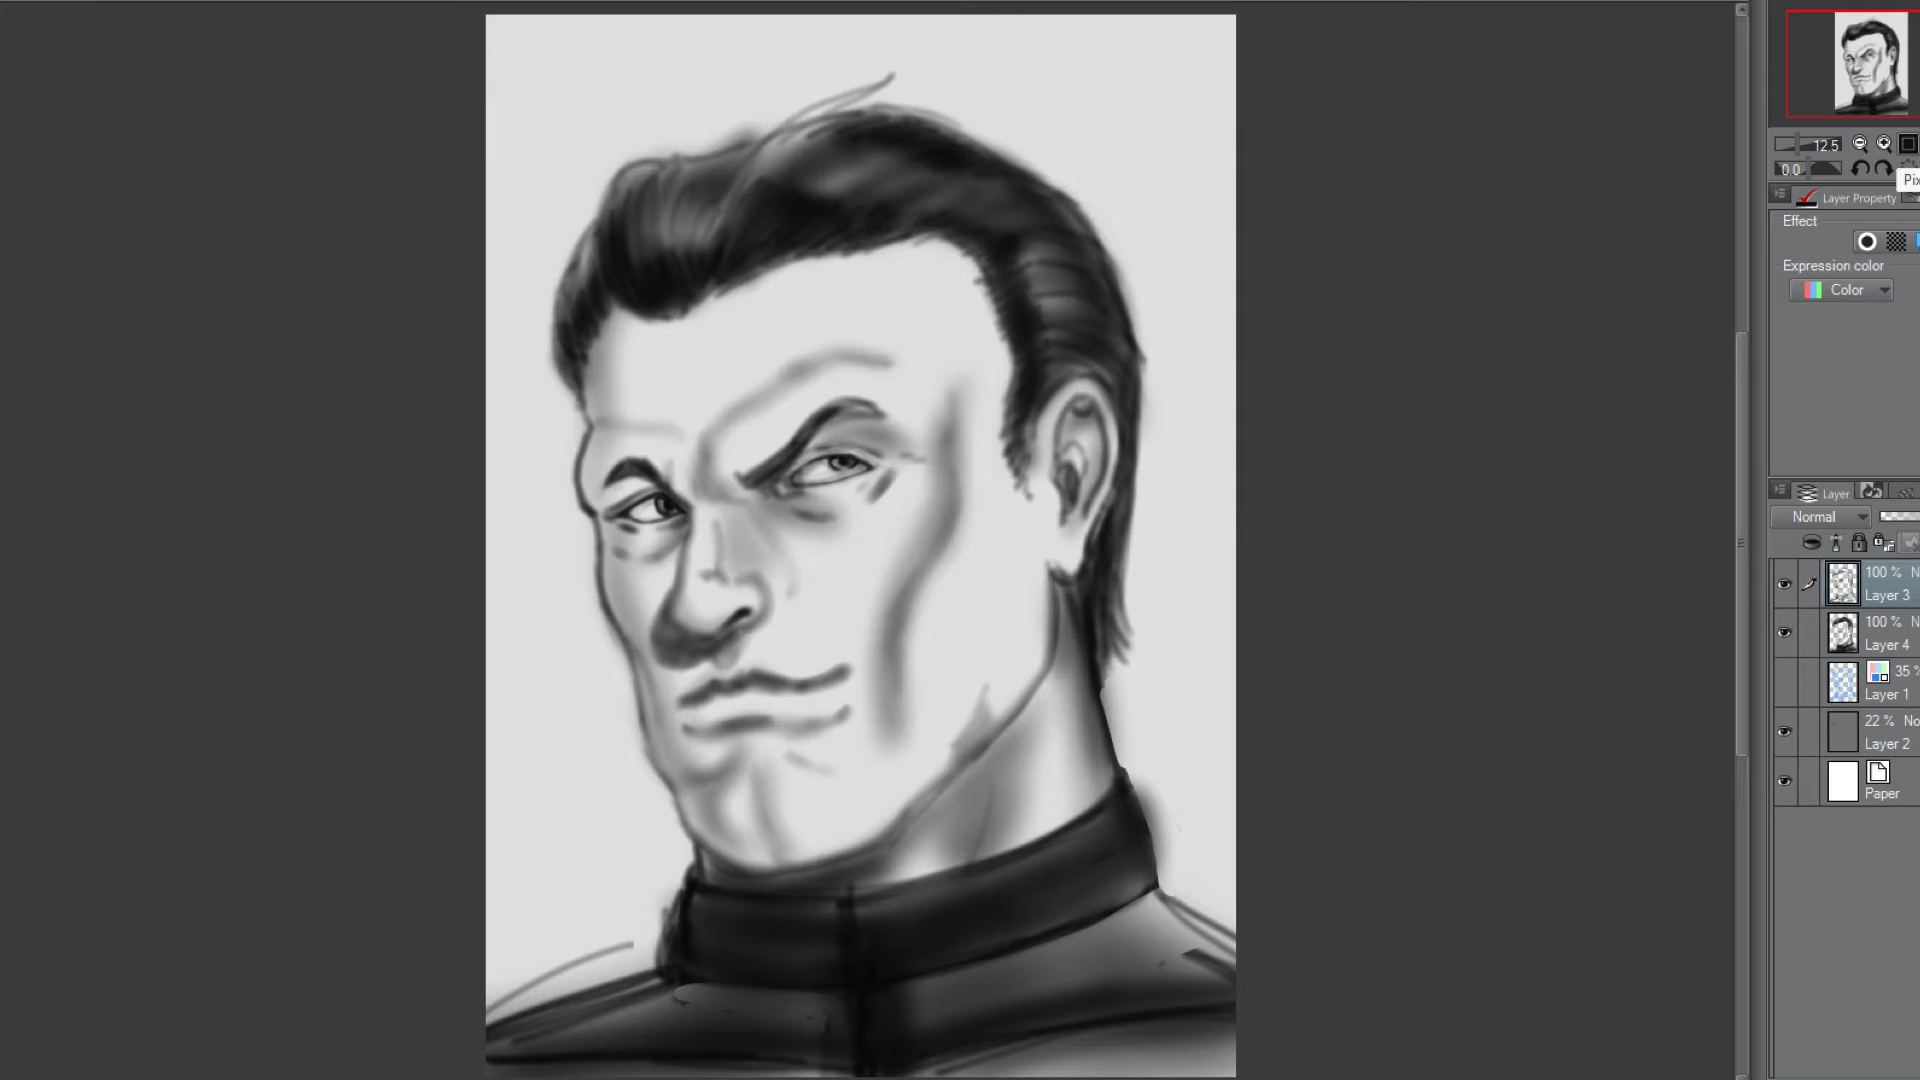 12.5
0.0
Pix
Layer Property
Effect
Expression color
Color
Layer
Normal
100 % N
Layer 3
100 % N
Layer 4
35 %
Layer 1
22 % No
Layer 2
Paper